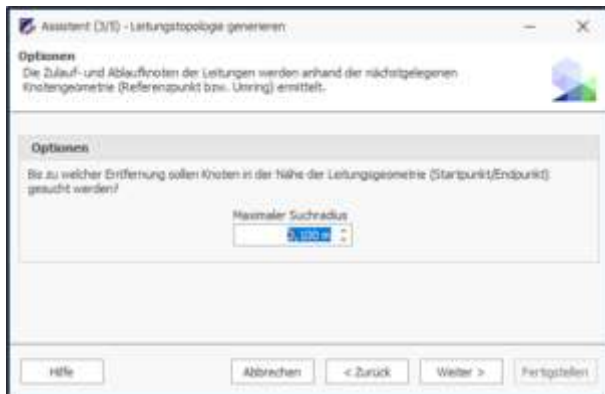 Assistent (3/5) - Leitungstopologie generieren
Optionen
Die Zulauf- und Ablaufknoten der Leitungen werden anhand der nächstgelegenen
Knotengeometrie (Referenzpunkt bzw. Umring) ermittelt.
Optionen
Bis zu welcher Entfernung sollen Knoten in der Nähe der Leitungsgeometrie (Startpunkt/Endpunkt)
gesucht werden?
Maximaler Suchradius
0,100 m
Hilfe
Abbrechen
< Zurück
Weiter >
Fertigstellen